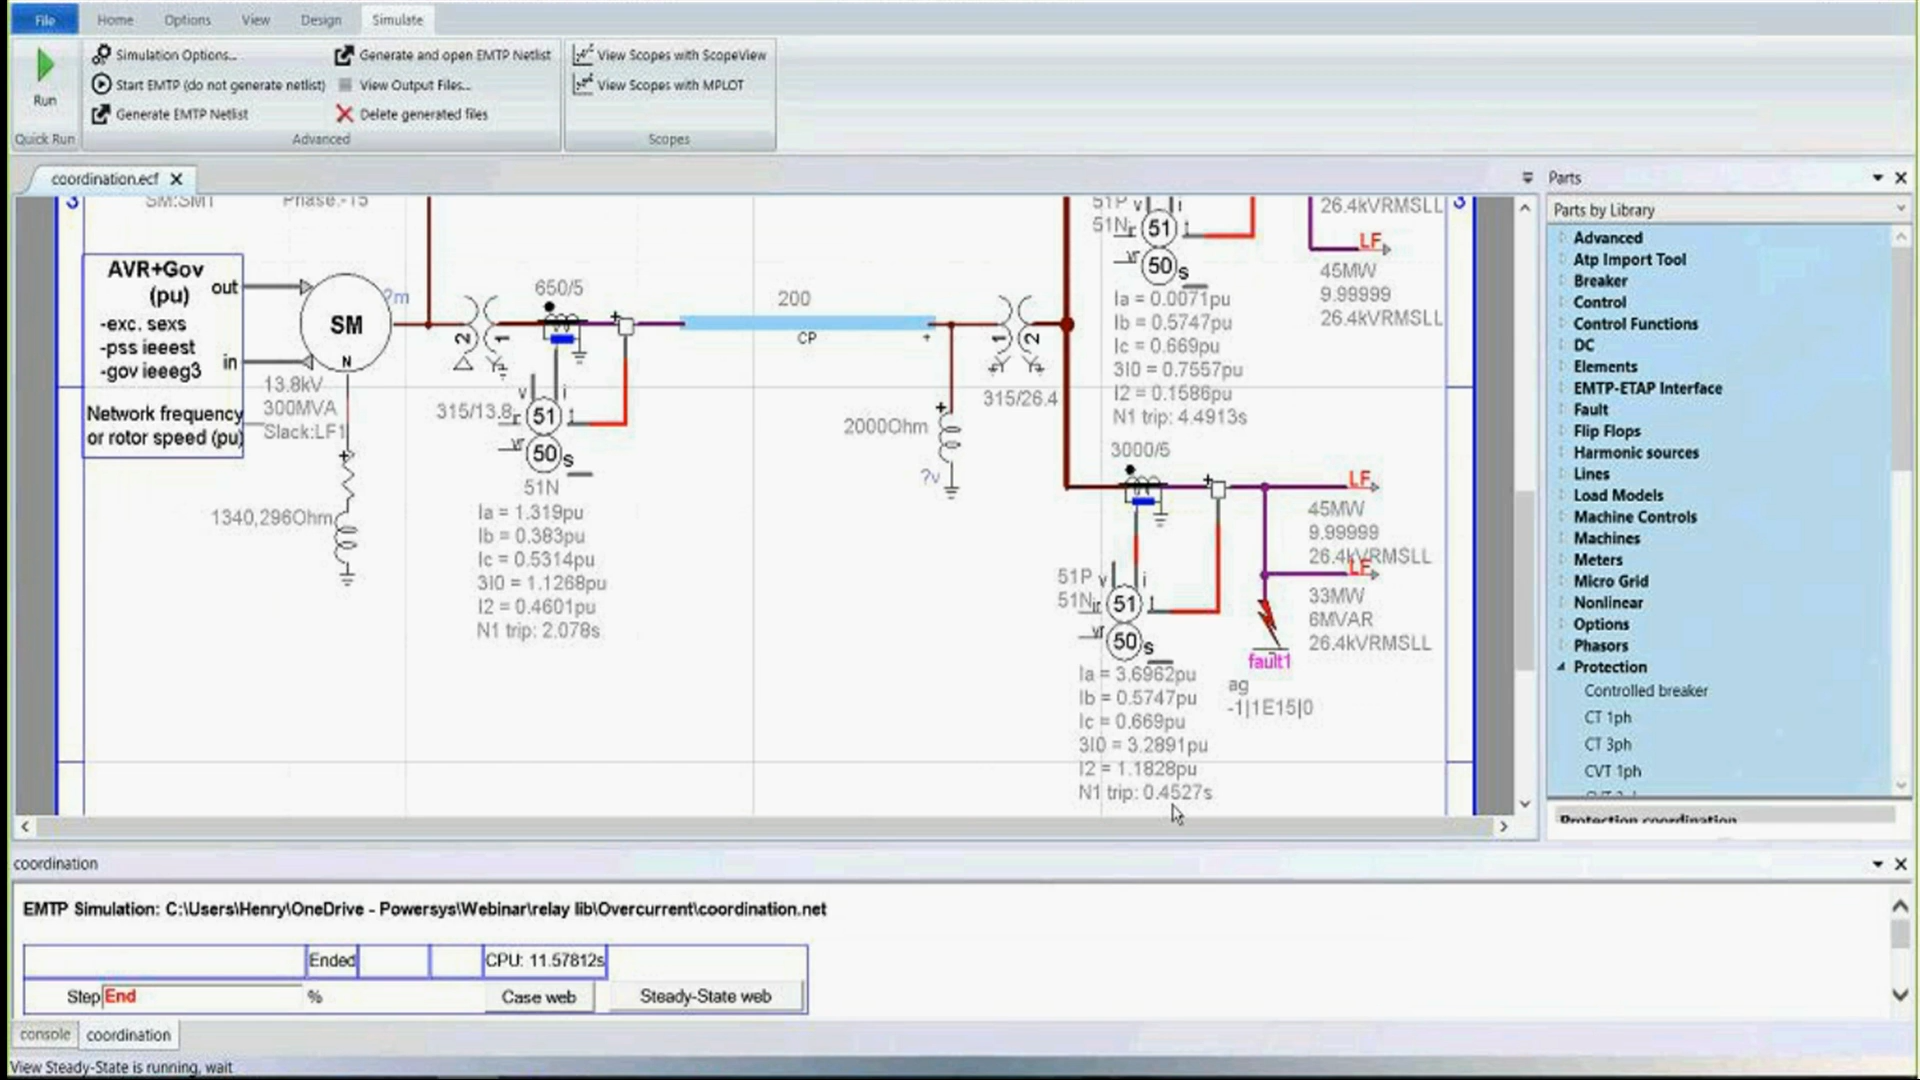 File Home Options View Design Simulate
Simulation Options... Generate and open EMTP Netlist View Scopes with ScopeView
Start EMTP (do not generate netlist) View Output Files... View Scopes with MPLOT
Run
Generate EMTP Netlist Delete generated files
Quick Run Advanced Scopes
coordination.ecf
Parts
Parts by Library
3 SM:SM1 Phase:-15
51P v i
51N
51
50 s
26.4kVRMSLL
3
LF
45MW
9.99999
26.4kVRMSLL
Ia = 0.0071pu
Ib = 0.5747pu
Ic = 0.669pu
3I0 = 0.7557pu
I2 = 0.1586pu
N1 trip: 4.4913s
AVR+Gov
(pu)
out
-exc. sexs
-pss ieeest
-gov ieeeg3
in
Network frequency
or rotor speed (pu)
SM
N
?m
13.8kV
300MVA
Slack:LF1
1340,296Ohm
2 1
315/13.8
650/5
v i
51
50 s
51N
Ia = 1.319pu
Ib = 0.383pu
Ic = 0.5314pu
3I0 = 1.1268pu
I2 = 0.4601pu
N1 trip: 2.078s
200
CP
+
1 2
315/26.4
2000Ohm
?v
3000/5
LF
45MW
9.99999
26.4kVRMSLL
LF
33MW
6MVAR
26.4kVRMSLL
51P v i
51N
51
50 s
Ia = 3.6962pu
Ib = 0.5747pu
Ic = 0.669pu
3I0 = 3.2891pu
I2 = 1.1828pu
N1 trip: 0.4527s
fault1
ag
-1|1E15|0
Advanced
Atp Import Tool
Breaker
Control
Control Functions
DC
Elements
EMTP-ETAP Interface
Fault
Flip Flops
Harmonic sources
Lines
Load Models
Machine Controls
Machines
Meters
Micro Grid
Nonlinear
Options
Phasors
Protection
Controlled breaker
CT 1ph
CT 3ph
CVT 1ph
Protection coordination
coordination
EMTP Simulation: C:\Users\Henry\OneDrive - Powersys\Webinar\relay lib\Overcurrent\coordination.net
Ended CPU: 11.57812s
Step End % Case web Steady-State web
console coordination
View Steady-State is running, wait